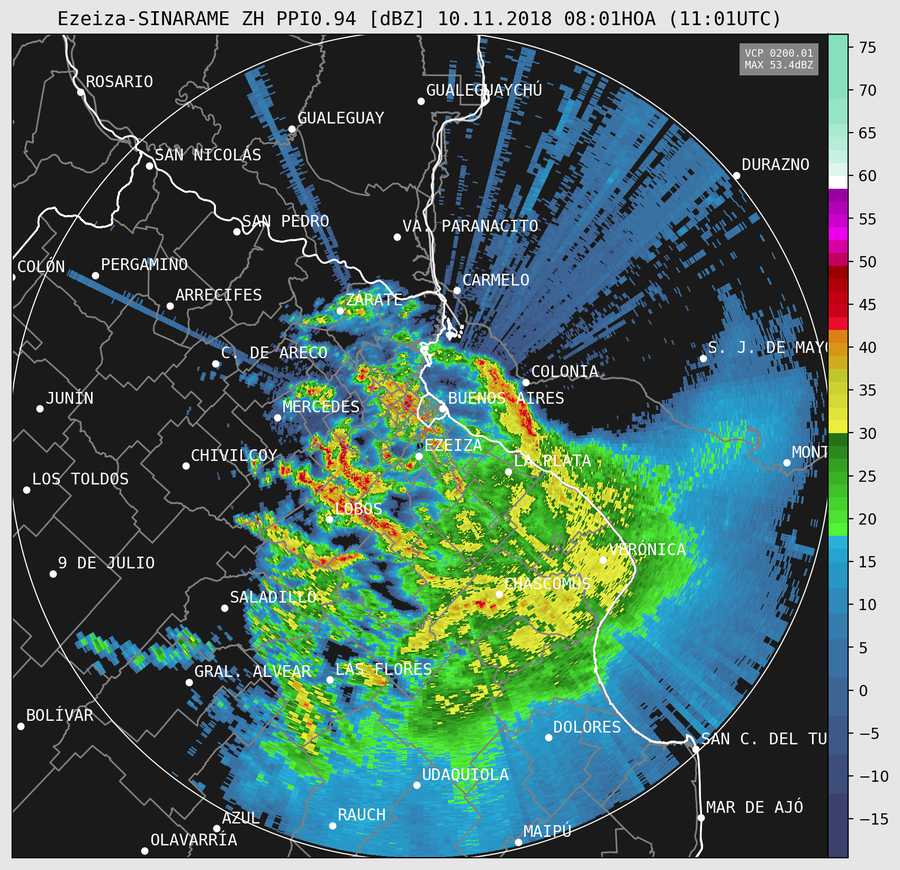 Ezeiza-SINARAME ZH PPI0.94 [dBZ] 10.11.2018 08:01HOA (11:01UTC)
VCP 0200.01
MAX 53.4dBZ
75
70
65
60
55
50
45
40
35
30
25
20
15
10
5
0
−5
−10
−15
ROSARIO
GUALEGUAYCHÚ
GUALEGUAY
SAN NICOLÁS
DURAZNO
SAN PEDRO
VA. PARANACITO
COLÓN
PERGAMINO
CARMELO
ARRECIFES
ZÁRATE
C. DE ARECO
S. J. DE MAYO
COLONIA
JUNÍN
MERCEDES
BUENOS AIRES
EZEIZA
MONT
CHIVILCOY
LA PLATA
LOS TOLDOS
LOBOS
VERÓNICA
9 DE JULIO
CHASCOMÚS
SALADILLO
GRAL. ALVEAR
LAS FLORES
BOLÍVAR
DOLORES
SAN C. DEL TU
UDAQUIOLA
MAR DE AJÓ
AZUL
RAUCH
MAIPÚ
OLAVARRÍA